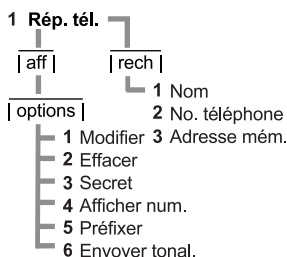 1 Rép. tél.
| aff | | rech |
1 Nom
| options | 2 No. téléphone
1 Modifier 3 Adresse mém.
2 Effacer
3 Secret
4 Afficher num.
5 Préfixer
6 Envoyer tonal.